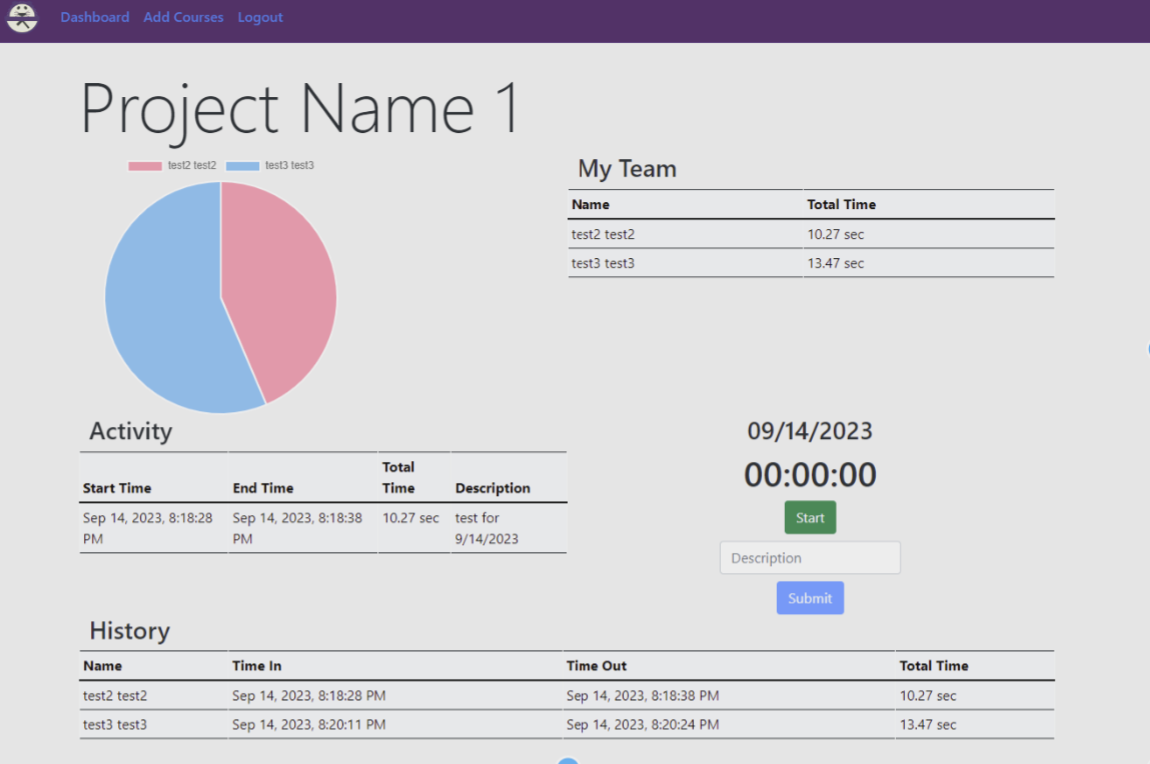 Dashboard Add Courses Logout
Project Name 1
test2 test2 test3 test3
My Team
Name Total Time
test2 test2 10.27 sec
test3 test3 13.47 sec
Activity
Total
Start Time End Time Time Description
Sep 14, 2023, 8:18:28 Sep 14, 2023, 8:18:38 10.27 sec test for
PM PM 9/14/2023
09/14/2023
00:00:00
Start
Description
Submit
History
Name Time In Time Out Total Time
test2 test2 Sep 14, 2023, 8:18:28 PM Sep 14, 2023, 8:18:38 PM 10.27 sec
test3 test3 Sep 14, 2023, 8:20:11 PM Sep 14, 2023, 8:20:24 PM 13.47 sec